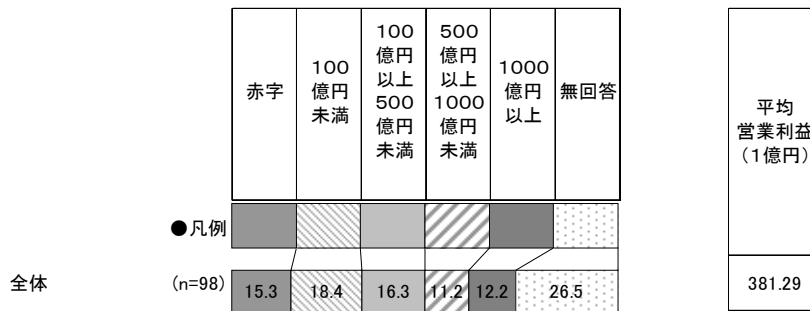 赤字
100
億円
未満
100
億円
以上
500
億円
未満
500
億円
以上
1000
億円
未満
1000
億円
以上
無回答
平均
営業利益
（1億円）
●凡例
全体
(n=98)
15.3
18.4
16.3
11.2
12.2
26.5
381.29